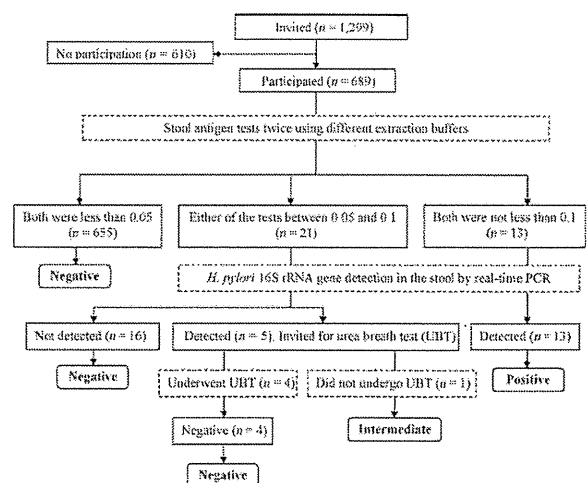 Invited (n = 1,299)
No participation (n = 610)
Participated (n = 689)
Stool antigen tests twice using different extraction buffers
Both were less than 0.05
(n = 655)
Either of the tests between 0.05 and 0.1
(n = 21)
Both were not less than 0.1
(n = 13)
Negative
H. pylori 16S rRNA gene detection in the stool by real-time PCR
Not detected (n = 16)
Detected (n = 5), Invited for urea breath test (UBT)
Detected (n = 13)
Negative
Underwent UBT (n = 4)
Did not undergo UBT (n = 1)
Positive
Negative (n = 4)
Intermediate
Negative